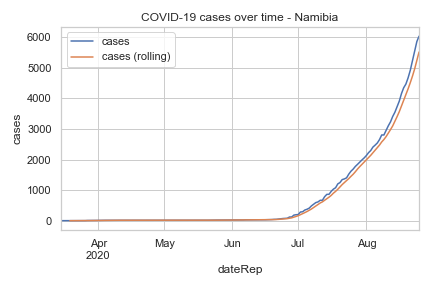 COVID-19 cases over time - Namibia
cases
cases (rolling)
cases
6000
5000
4000
3000
2000
1000
0
Apr May Jun Jul Aug
2020
dateRep